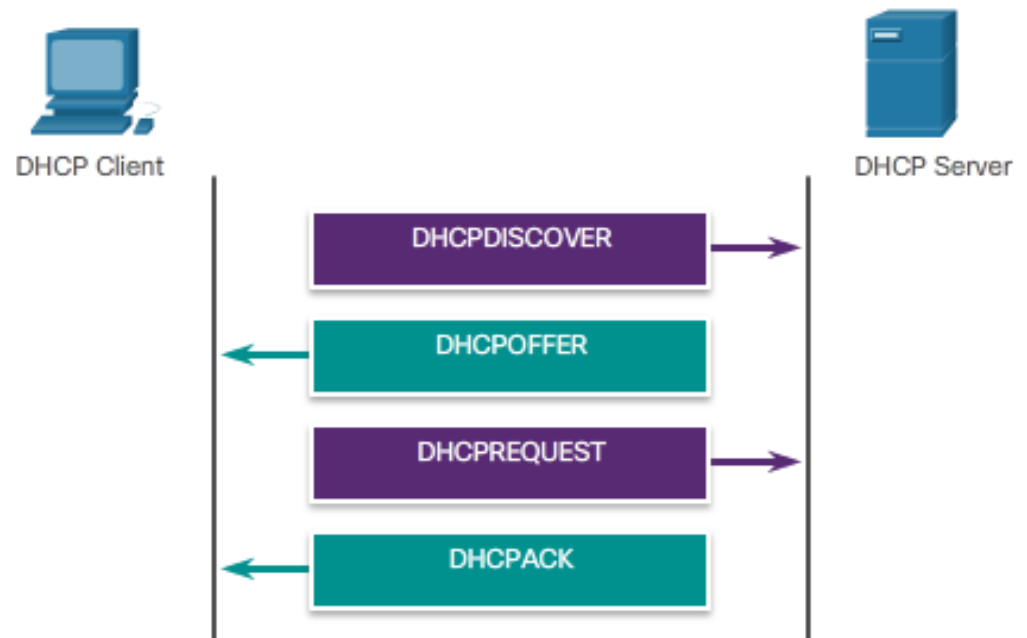 DHCP Client
DHCP Server
DHCPDISCOVER
DHCPOFFER
DHCPREQUEST
DHCPACK